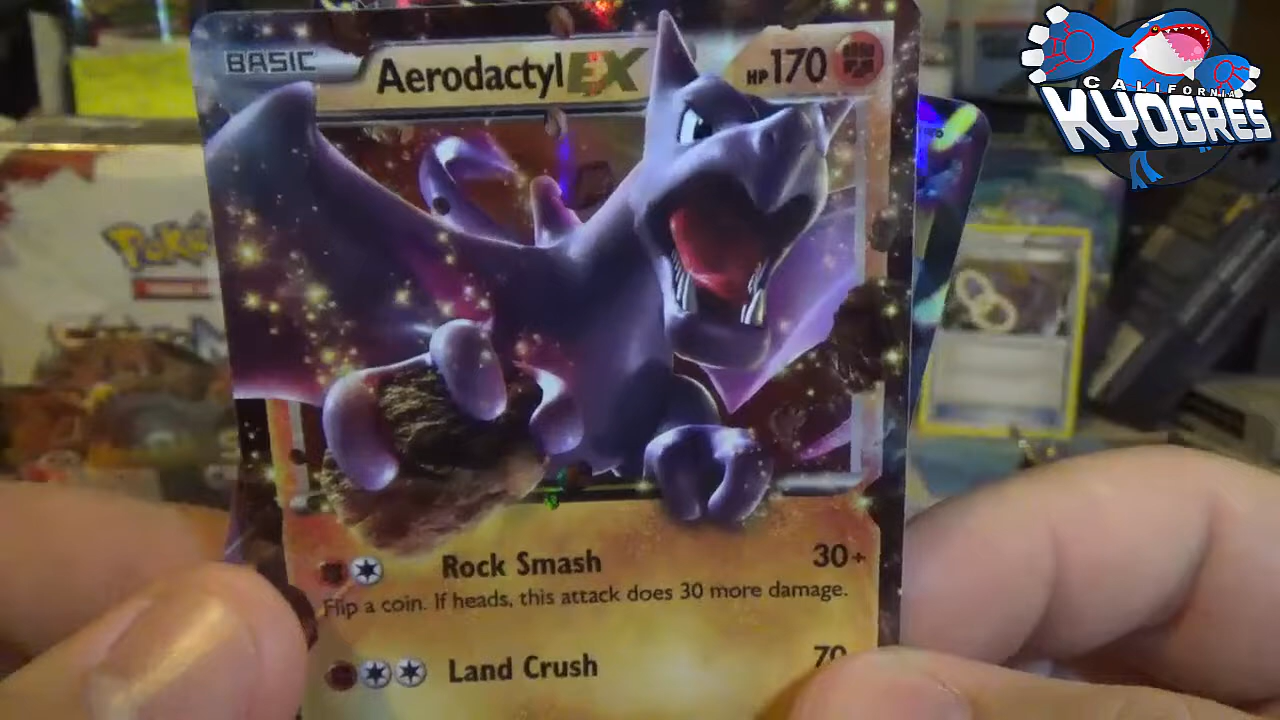 BASIC
Aerodactyl EX
HP 170
CALIFORNIA
KYOGRES
Rock Smash 30+
Flip a coin. If heads, this attack does 30 more damage.
Land Crush 70